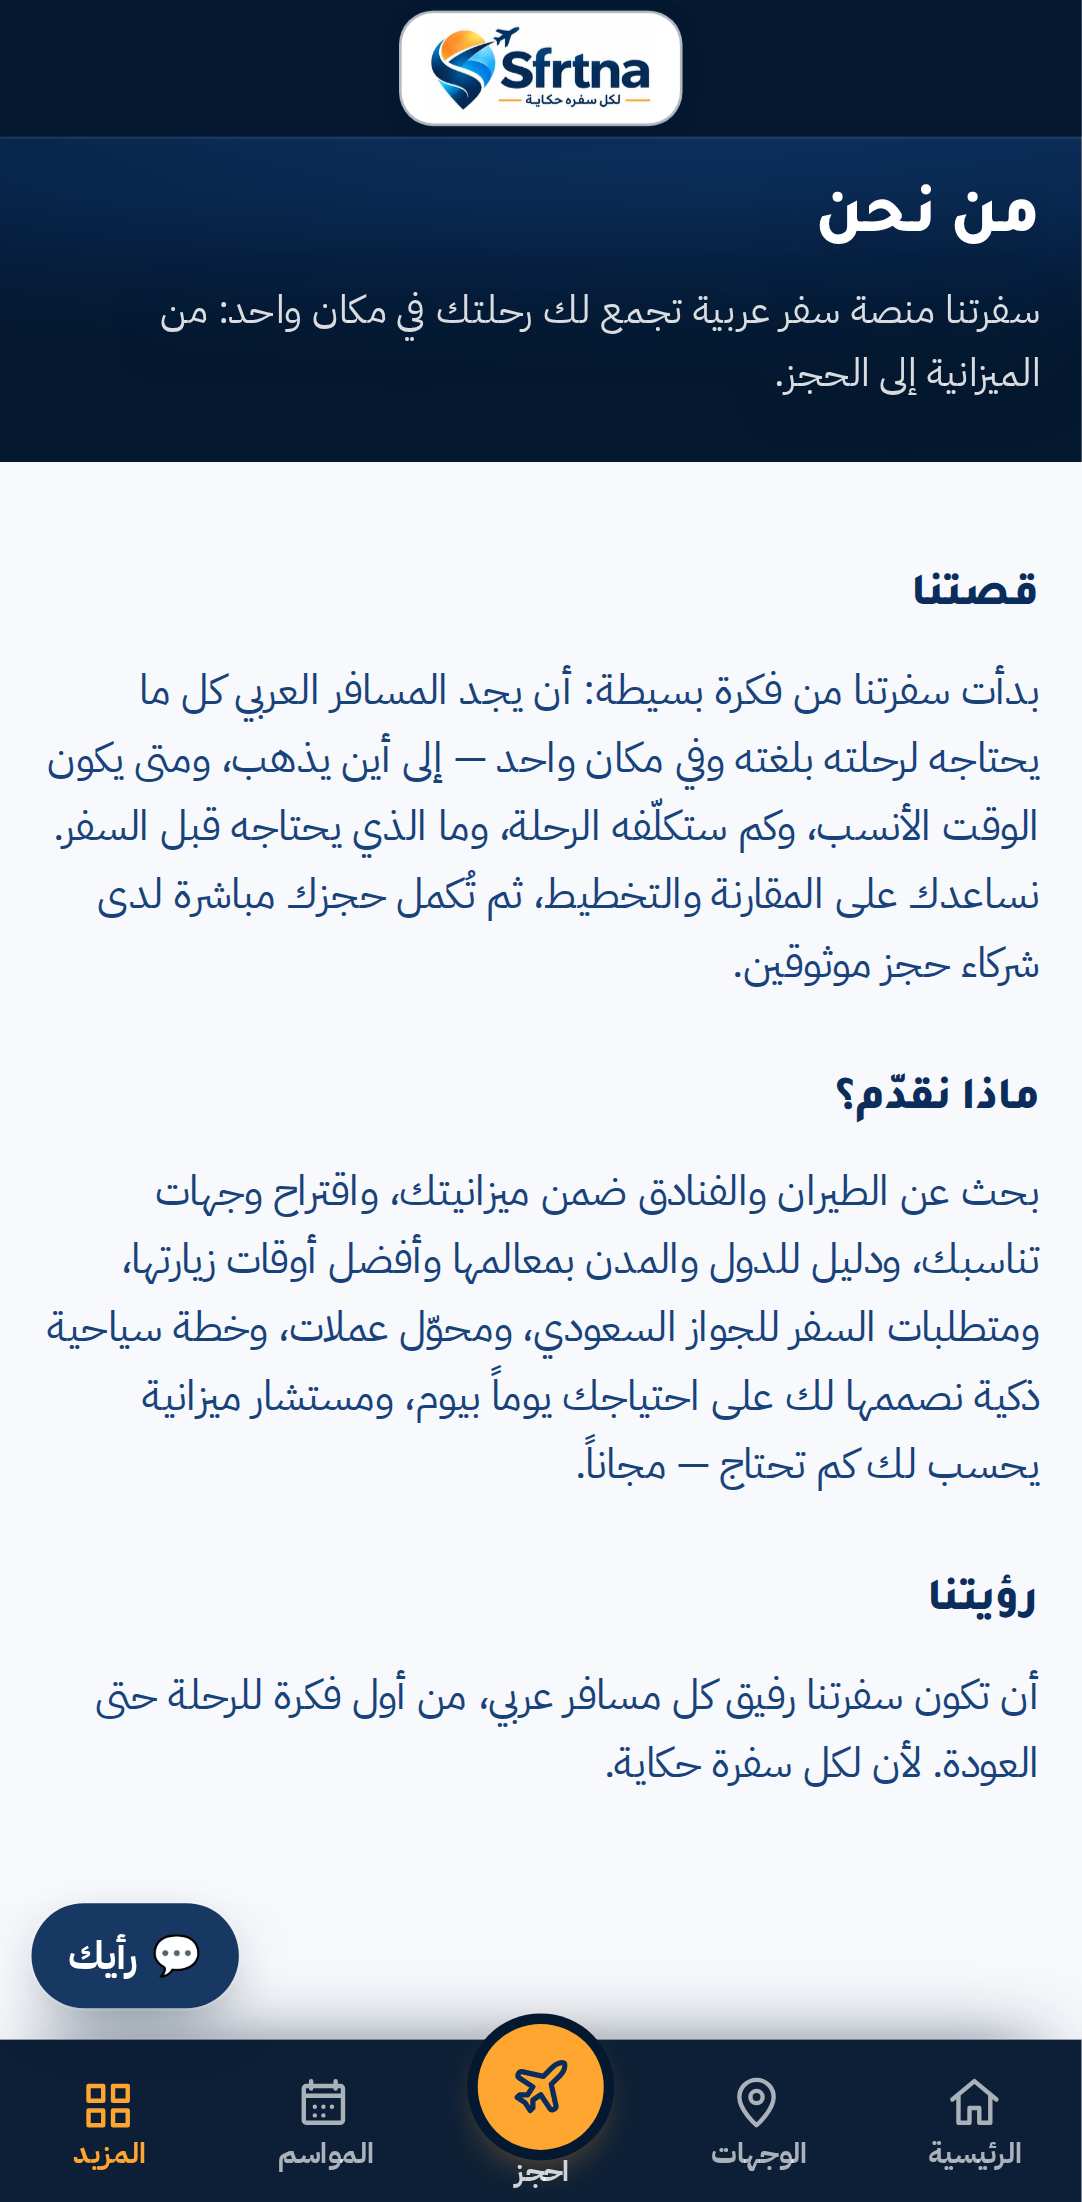 Sfrtna
لكل سفره حكاية
من نحن
سفرتنا منصة سفر عربية تجمع لك رحلتك في مكان واحد: من
الميزانية إلى الحجز.
قصتنا
بدأت سفرتنا من فكرة بسيطة: أن يجد المسافر العربي كل ما
يحتاجه لرحلته بلغته وفي مكان واحد — إلى أين يذهب، ومتى يكون
الوقت الأنسب، وكم ستكلّفه الرحلة، وما الذي يحتاجه قبل السفر.
نساعدك على المقارنة والتخطيط، ثم تُكمل حجزك مباشرة لدى
شركاء حجز موثوقين.
ماذا نقدّم؟
بحث عن الطيران والفنادق ضمن ميزانيتك، واقتراح وجهات
تناسبك، ودليل للدول والمدن بمعالمها وأفضل أوقات زيارتها،
ومتطلبات السفر للجواز السعودي، ومحوّل عملات، وخطة سياحية
ذكية نصممها لك على احتياجك يوماً بيوم، ومستشار ميزانية
يحسب لك كم تحتاج — مجاناً.
رؤيتنا
أن تكون سفرتنا رفيق كل مسافر عربي، من أول فكرة للرحلة حتى
العودة. لأن لكل سفرة حكاية.
💬 رأيك
الرئيسية
الوجهات
احجز
المواسم
المزيد